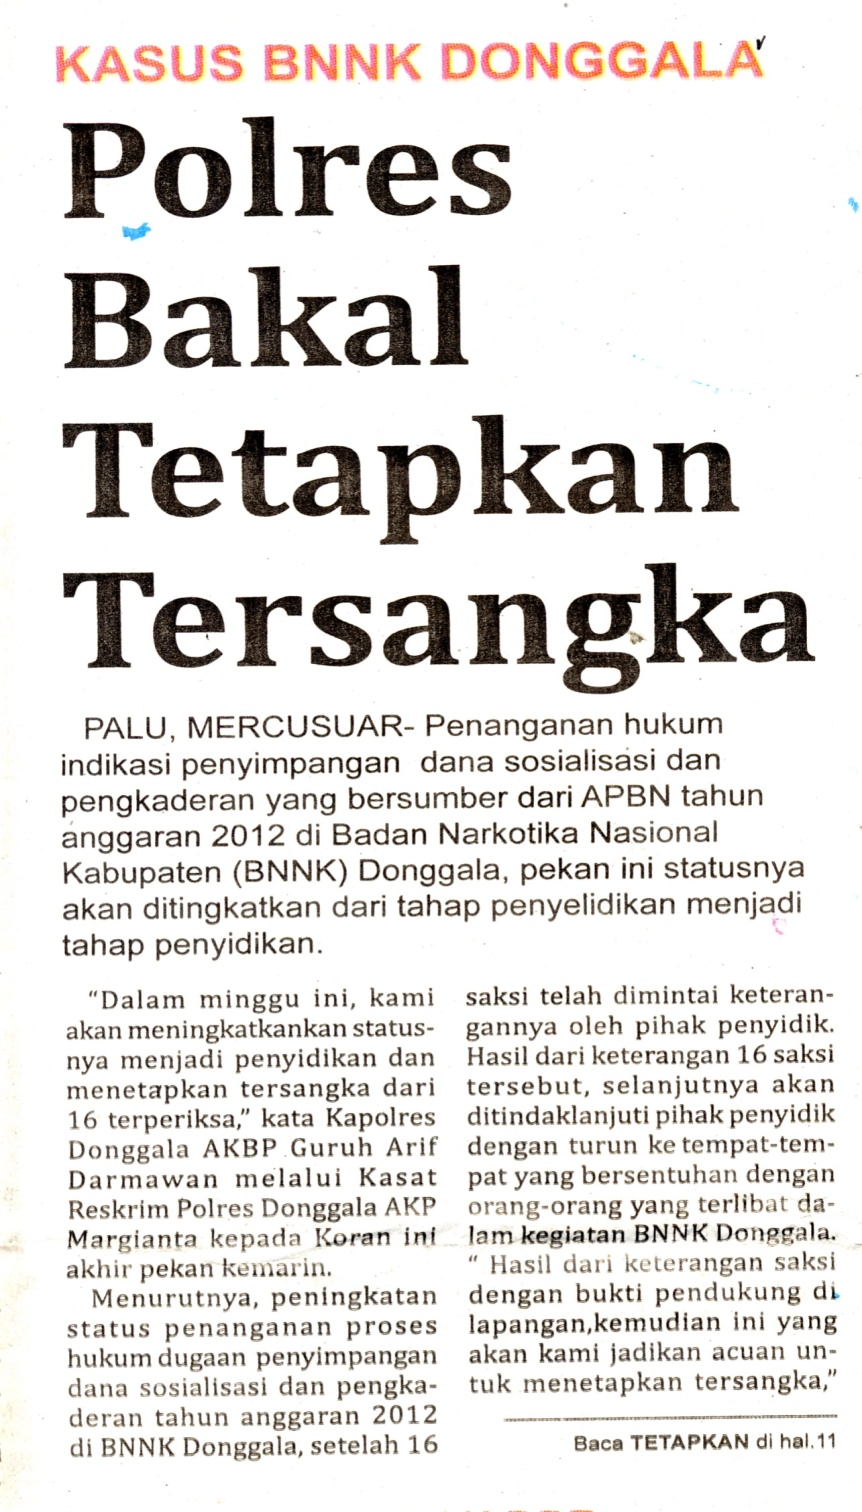 KASUS BNNK DONGGALA
Polres
Bakal
Tetapkan
Tersangka
PALU, MERCUSUAR- Penanganan hukum
indikasi penyimpangan dana sosialisasi dan
pengkaderan yang bersumber dari APBN tahun
anggaran 2012 di Badan Narkotika Nasional
Kabupaten (BNNK) Donggala, pekan ini statusnya
akan ditingkatkan dari tahap penyelidikan menjadi
tahap penyidikan.
“Dalam minggu ini, kami
akan meningkatkankan status-
nya menjadi penyidikan dan
menetapkan tersangka dari
16 terperiksa,” kata Kapolres
Donggala AKBP Guruh Arif
Darmawan melalui Kasat
Reskrim Polres Donggala AKP
Margianta kepada Koran ini
akhir pekan kemarin.
Menurutnya, peningkatan
status penanganan proses
hukum dugaan penyimpangan
dana sosialisasi dan pengka-
deran tahun anggaran 2012
di BNNK Donggala, setelah 16
saksi telah dimintai keteran-
gannya oleh pihak penyidik.
Hasil dari keterangan 16 saksi
tersebut, selanjutnya akan
ditindaklanjuti pihak penyidik
dengan turun ke tempat-tem-
pat yang bersentuhan dengan
orang-orang yang terlibat da-
lam kegiatan BNNK Donggala.
“ Hasil dari keterangan saksi
dengan bukti pendukung di
lapangan,kemudian ini yang
akan kami jadikan acuan un-
tuk menetapkan tersangka,”
Baca TETAPKAN di hal.11